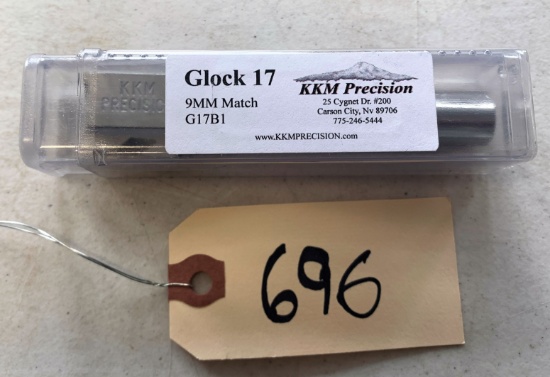 KKM
PRECISION
Glock 17
9MM Match
G17B1
KKM Precision
25 Cygnet Dr. #200
Carson City, Nv 89706
775-246-5444
www.KKMPRECISION.com
696